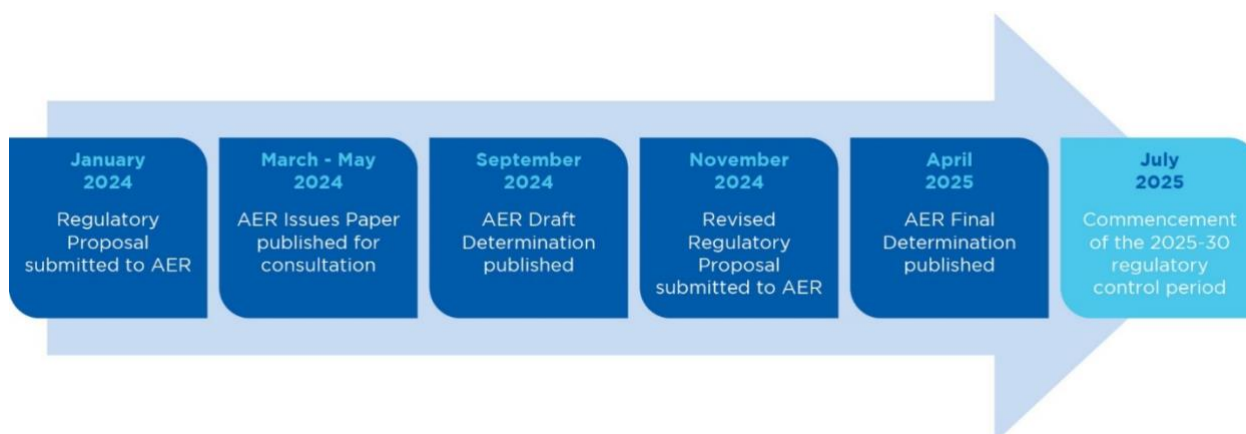 January
2024
Regulatory
Proposal
submitted to AER
March - May
2024
AER Issues Paper
published for
consultation
September
2024
AER Draft
Determination
published
November
2024
Revised
Regulatory
Proposal
submitted to AER
April
2025
AER Final
Determination
published
July
2025
Commencement
of the 2025-30
regulatory
control period